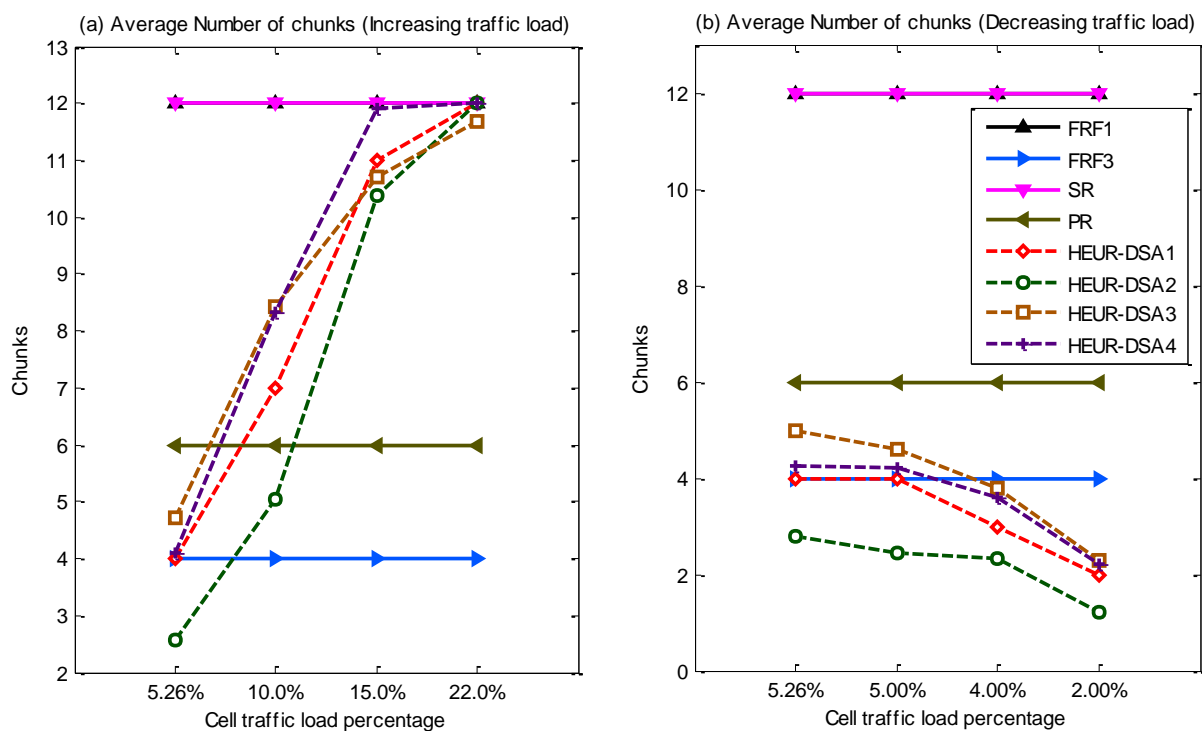 (a) Average Number of chunks (Increasing traffic load)
13
12
11
10
9
8
7
6
5
4
3
2
Chunks
5.26%
10.0%
15.0%
22.0%
Cell traffic load percentage
(b) Average Number of chunks (Decreasing traffic load)
12
10
8
6
4
2
0
Chunks
5.26%
5.00%
4.00%
2.00%
Cell traffic load percentage
FRF1
FRF3
SR
PR
HEUR-DSA1
HEUR-DSA2
HEUR-DSA3
HEUR-DSA4